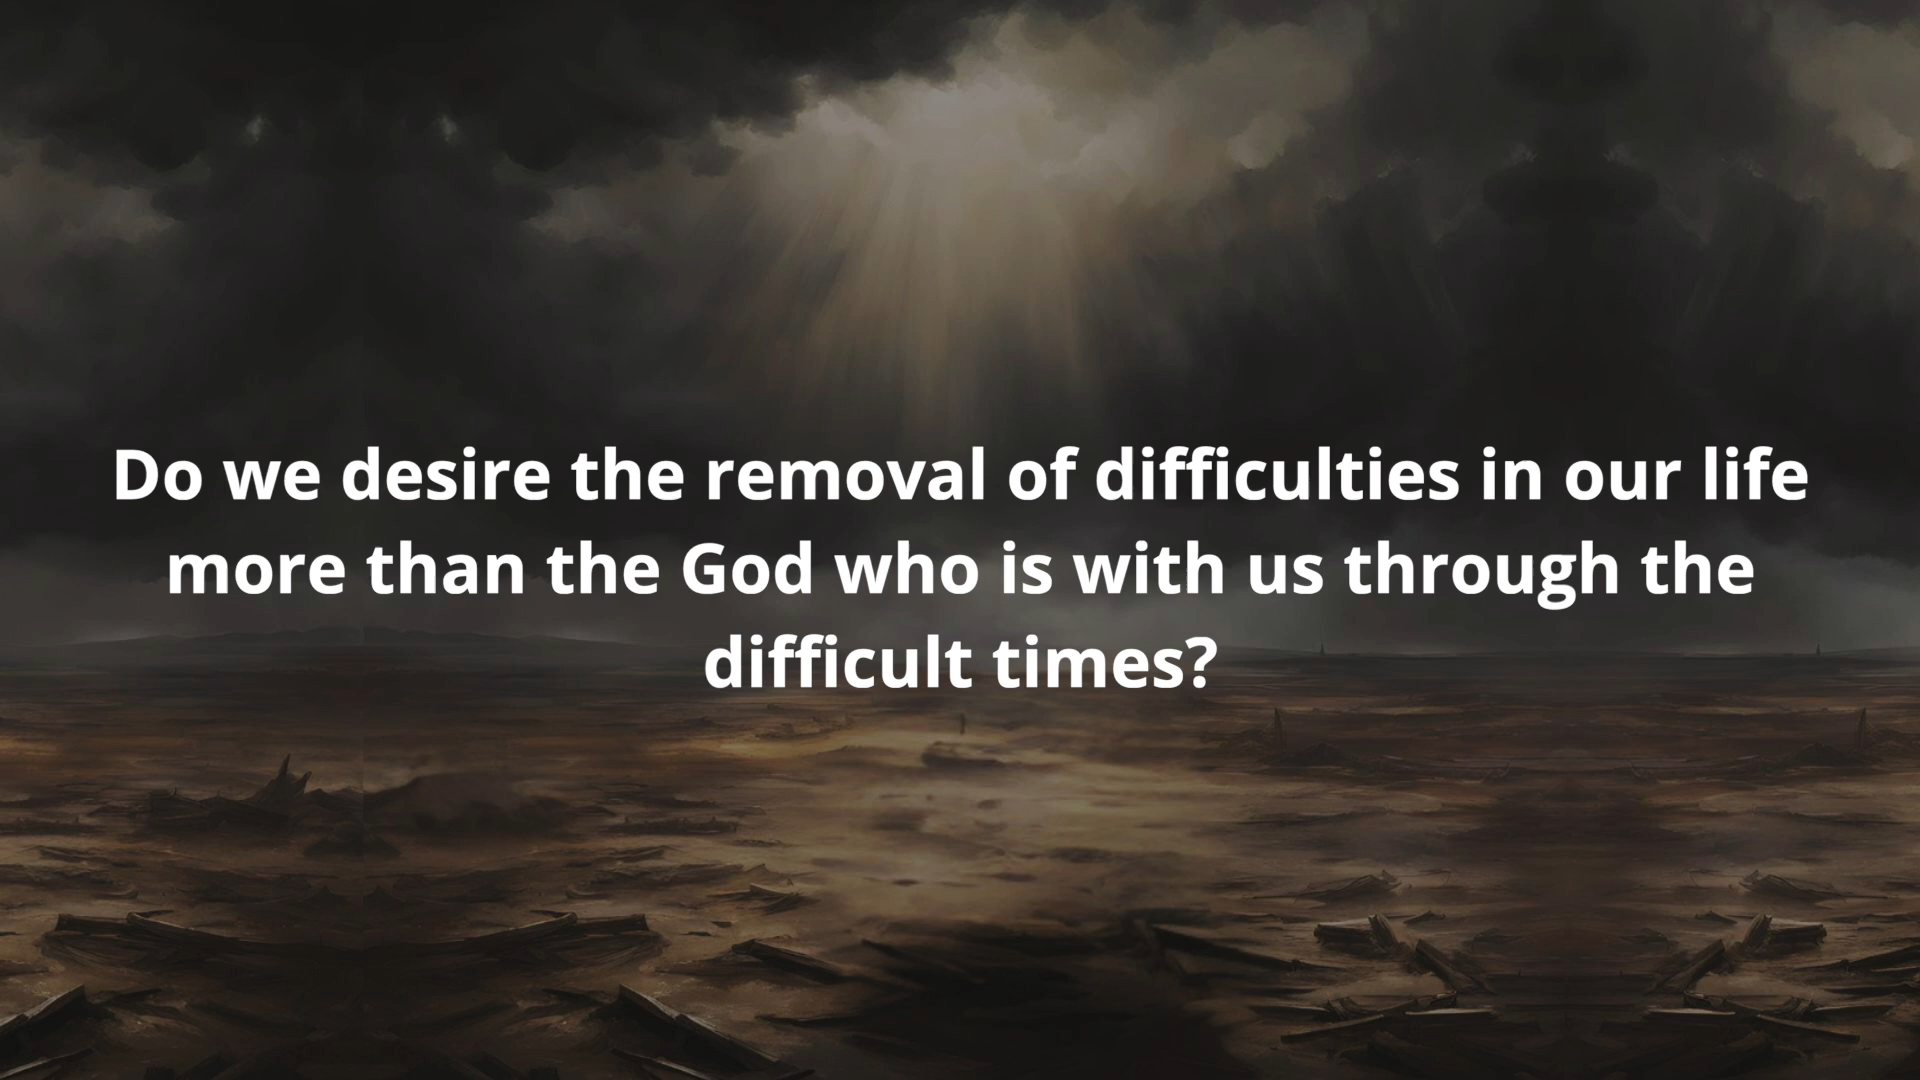 Do we desire the removal of difficulties in our life
more than the God who is with us through the
difficult times?